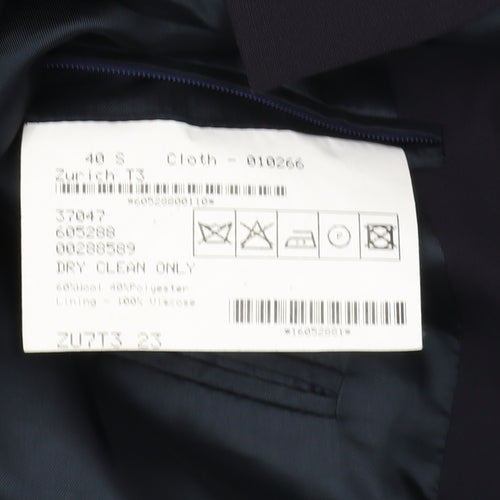 40 S Cloth - 010266
Zurich T3
*60528800110*
37047
605288
00288589
DRY CLEAN ONLY
60%Wool 40%Polyester
Lining - 100% Viscose
P
*16052881*
ZU7T3 23